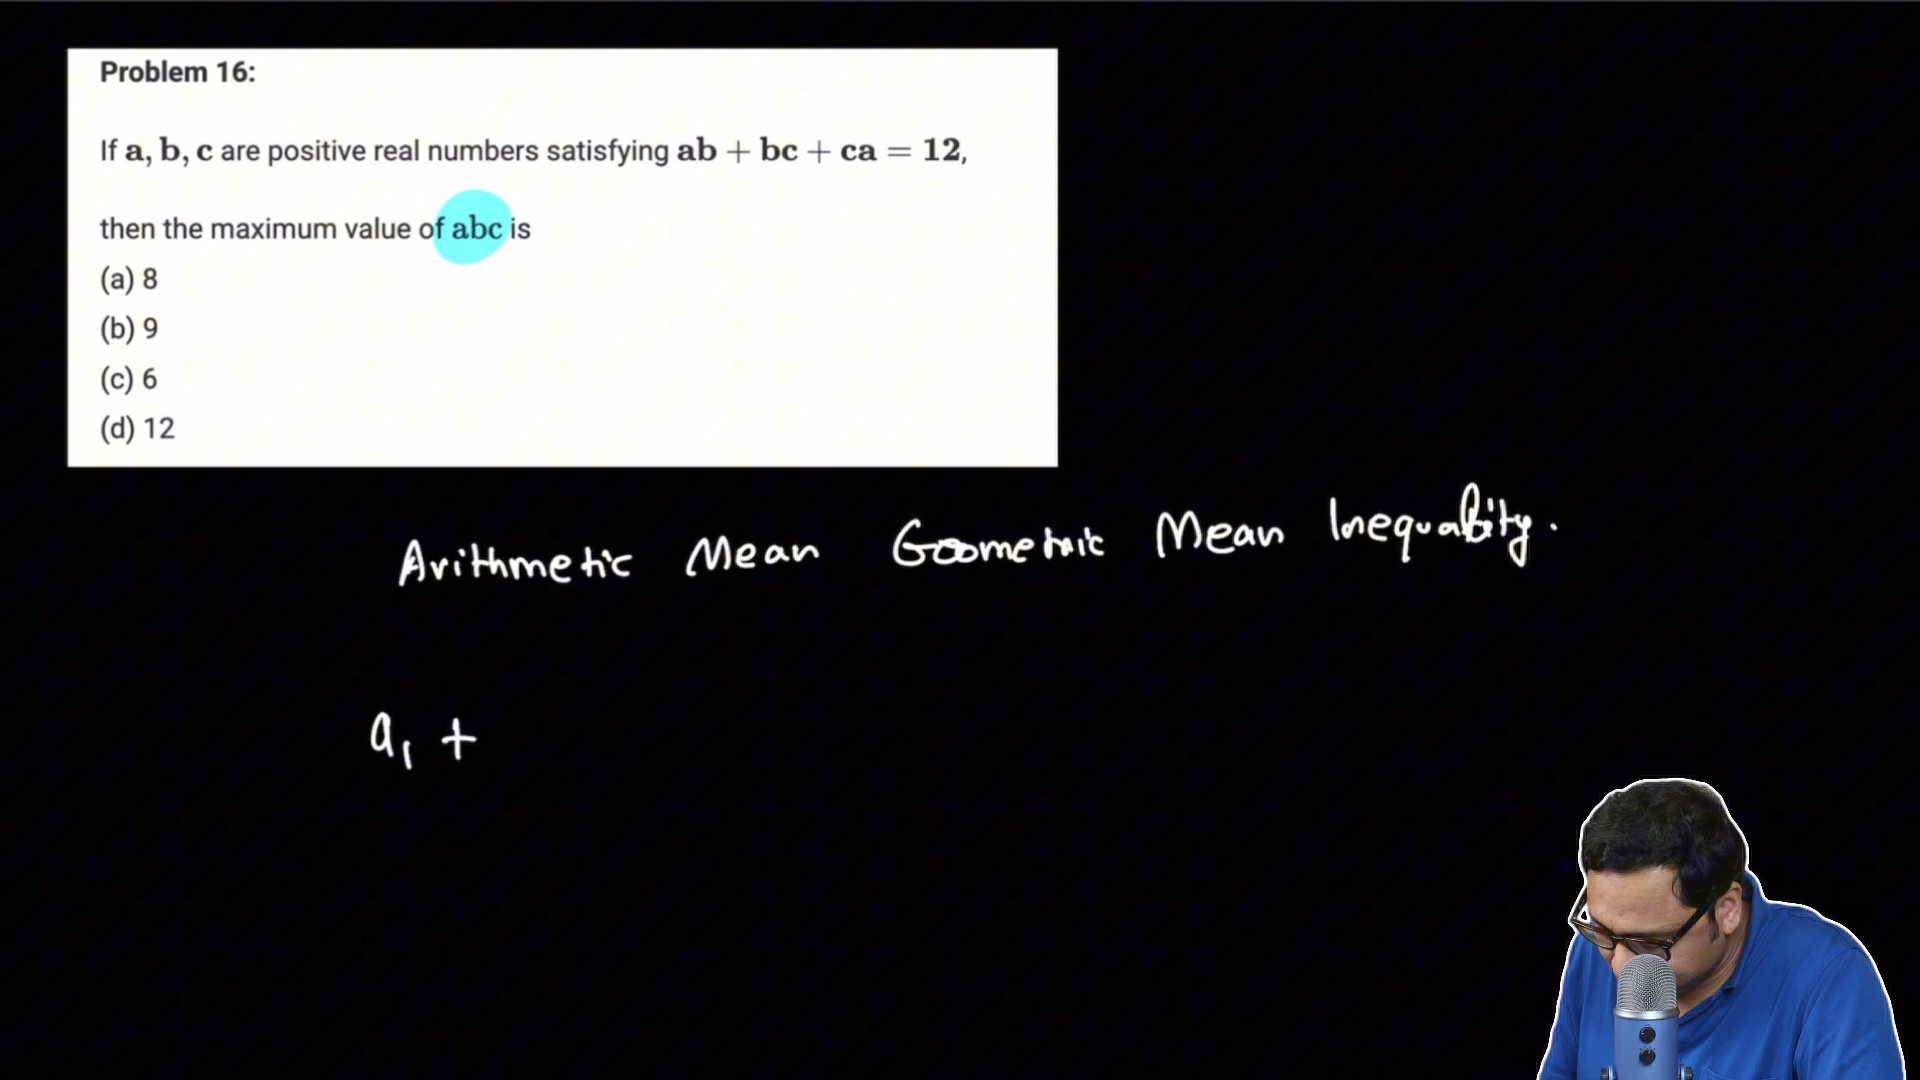 Problem 16:
If a, b, c are positive real numbers satisfying ab + bc + ca = 12,
then the maximum value of abc is
(a) 8
(b) 9
(c) 6
(d) 12
Arithmetic Mean Geometric Mean Inequality.
a₁ +